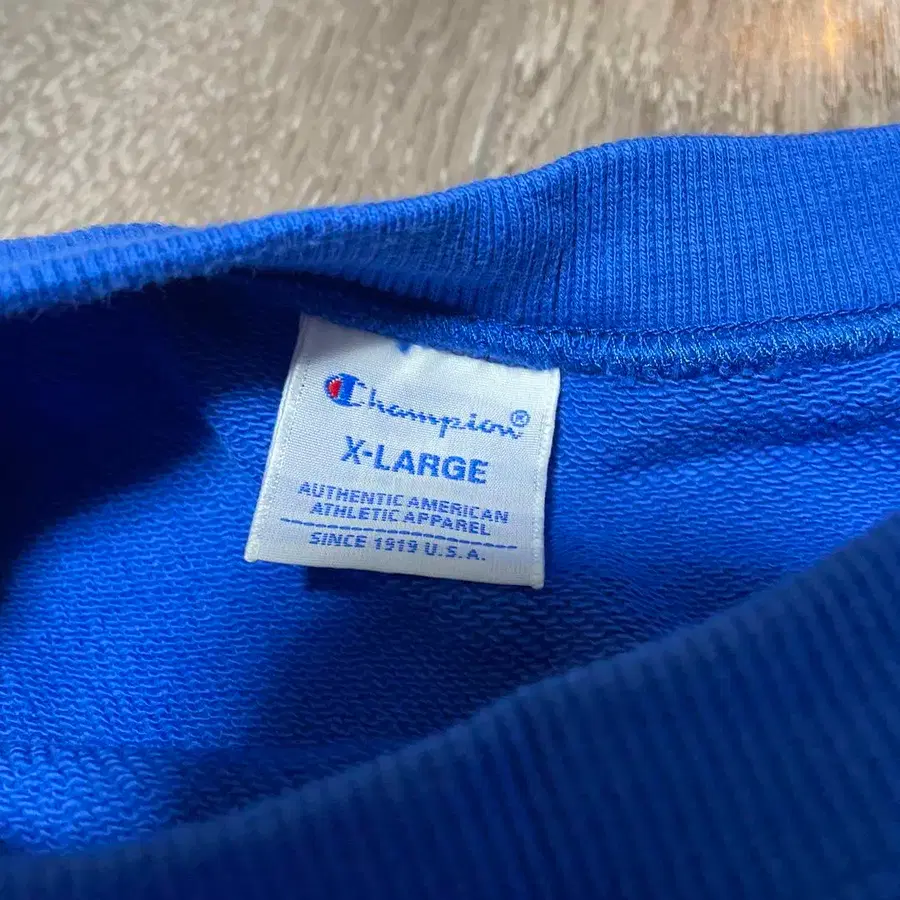 Champion®
X-LARGE
AUTHENTIC AMERICAN
ATHLETIC APPAREL
SINCE 1919 U.S.A.